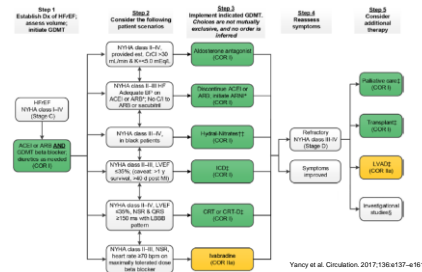 Step 1
Establish Dx of HFrEF;
assess volume;
initiate GDMT
Step 2
Consider the following
patient scenarios
Step 3
Implement indicated GDMT.
Choices are not mutually
exclusive, and no order is
inferred
Step 4
Reassess
symptoms
Step 5
Consider
additional
therapy
HFrEF
NYHA class I–IV
(Stage C)
ACEI or ARB AND
GDMT beta blocker;
diuretics as needed
(COR I)
NYHA class II–IV,
provided est. CrCl >30
mL/min & K+<5.0 mEq/L
NYHA class II–III HF
Adequate BP on
ACEI or ARB*; No C/I to
ARB or sacubitril
NYHA class III–IV,
in black patients
NYHA class II–III, LVEF
≤35%; (caveat: >1 y
survival, >40 d post MI)
NYHA class II–IV, LVEF
≤35%, NSR & QRS
≥150 ms with LBBB
pattern
NYHA class II–III, NSR,
heart rate ≥70 bpm on
maximally tolerated dose
beta blocker
Aldosterone antagonist
(COR I)
Discontinue ACEI or
ARB; initiate ARNI*
(COR I)
Hydral-Nitrates†‡
(COR I)
ICD‡
(COR I)
CRT or CRT-D‡
(COR I)
Ivabradine
(COR IIa)
Refractory
NYHA class III-IV
(Stage D)
Symptoms
improved
Palliative care‡
(COR I)
Transplant‡
(COR I)
LVAD‡
(COR IIa)
Investigational
studies§
Yancy et al. Circulation. 2017;136:e137–e161